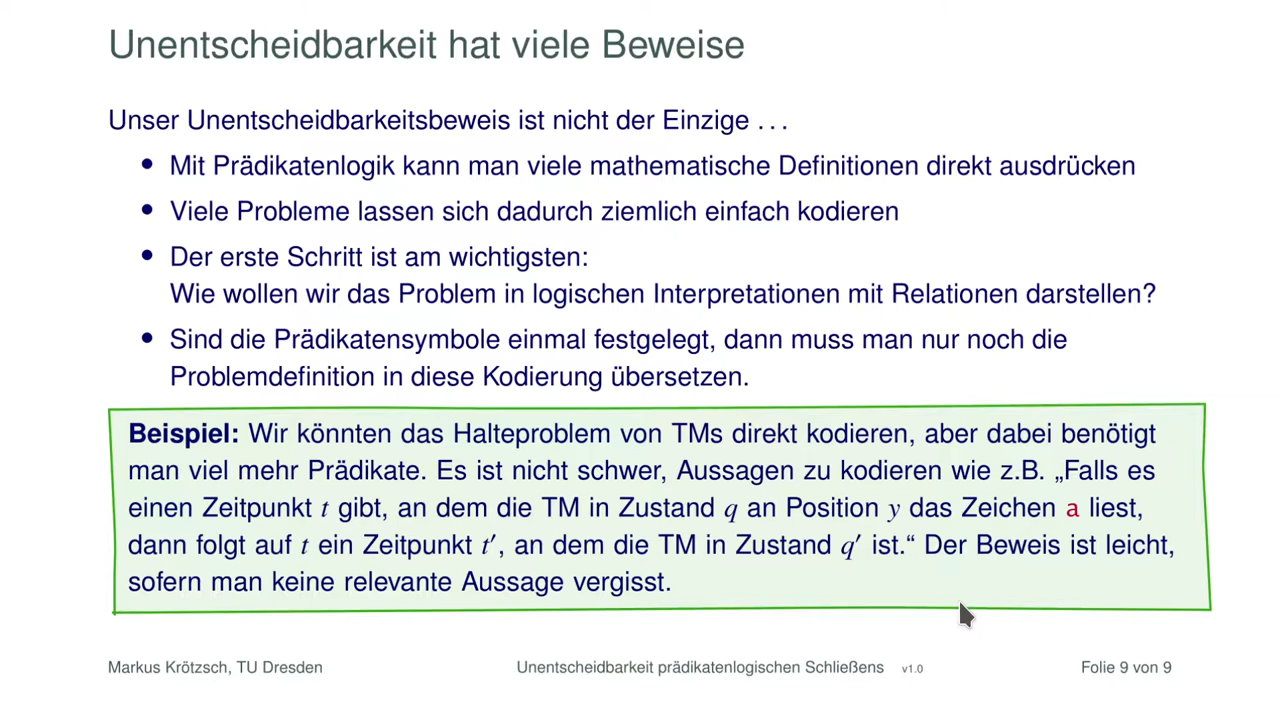 Unentscheidbarkeit hat viele Beweise
Unser Unentscheidbarkeitsbeweis ist nicht der Einzige . . .
• Mit Prädikatenlogik kann man viele mathematische Definitionen direkt ausdrücken
• Viele Probleme lassen sich dadurch ziemlich einfach kodieren
• Der erste Schritt ist am wichtigsten:
Wie wollen wir das Problem in logischen Interpretationen mit Relationen darstellen?
• Sind die Prädikatensymbole einmal festgelegt, dann muss man nur noch die
Problemdefinition in diese Kodierung übersetzen.
Beispiel: Wir könnten das Halteproblem von TMs direkt kodieren, aber dabei benötigt
man viel mehr Prädikate. Es ist nicht schwer, Aussagen zu kodieren wie z.B. „Falls es
einen Zeitpunkt t gibt, an dem die TM in Zustand q an Position y das Zeichen a liest,
dann folgt auf t ein Zeitpunkt t′, an dem die TM in Zustand q′ ist.“ Der Beweis ist leicht,
sofern man keine relevante Aussage vergisst.
Markus Krötzsch, TU Dresden
Unentscheidbarkeit prädikatenlogischen Schließens v1.0
Folie 9 von 9